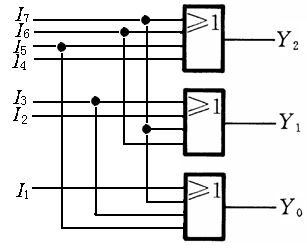 I₇
I₆
I₅
I₄
≥1
Y₂
I₃
I₂
≥1
Y₁
I₁
≥1
Y₀